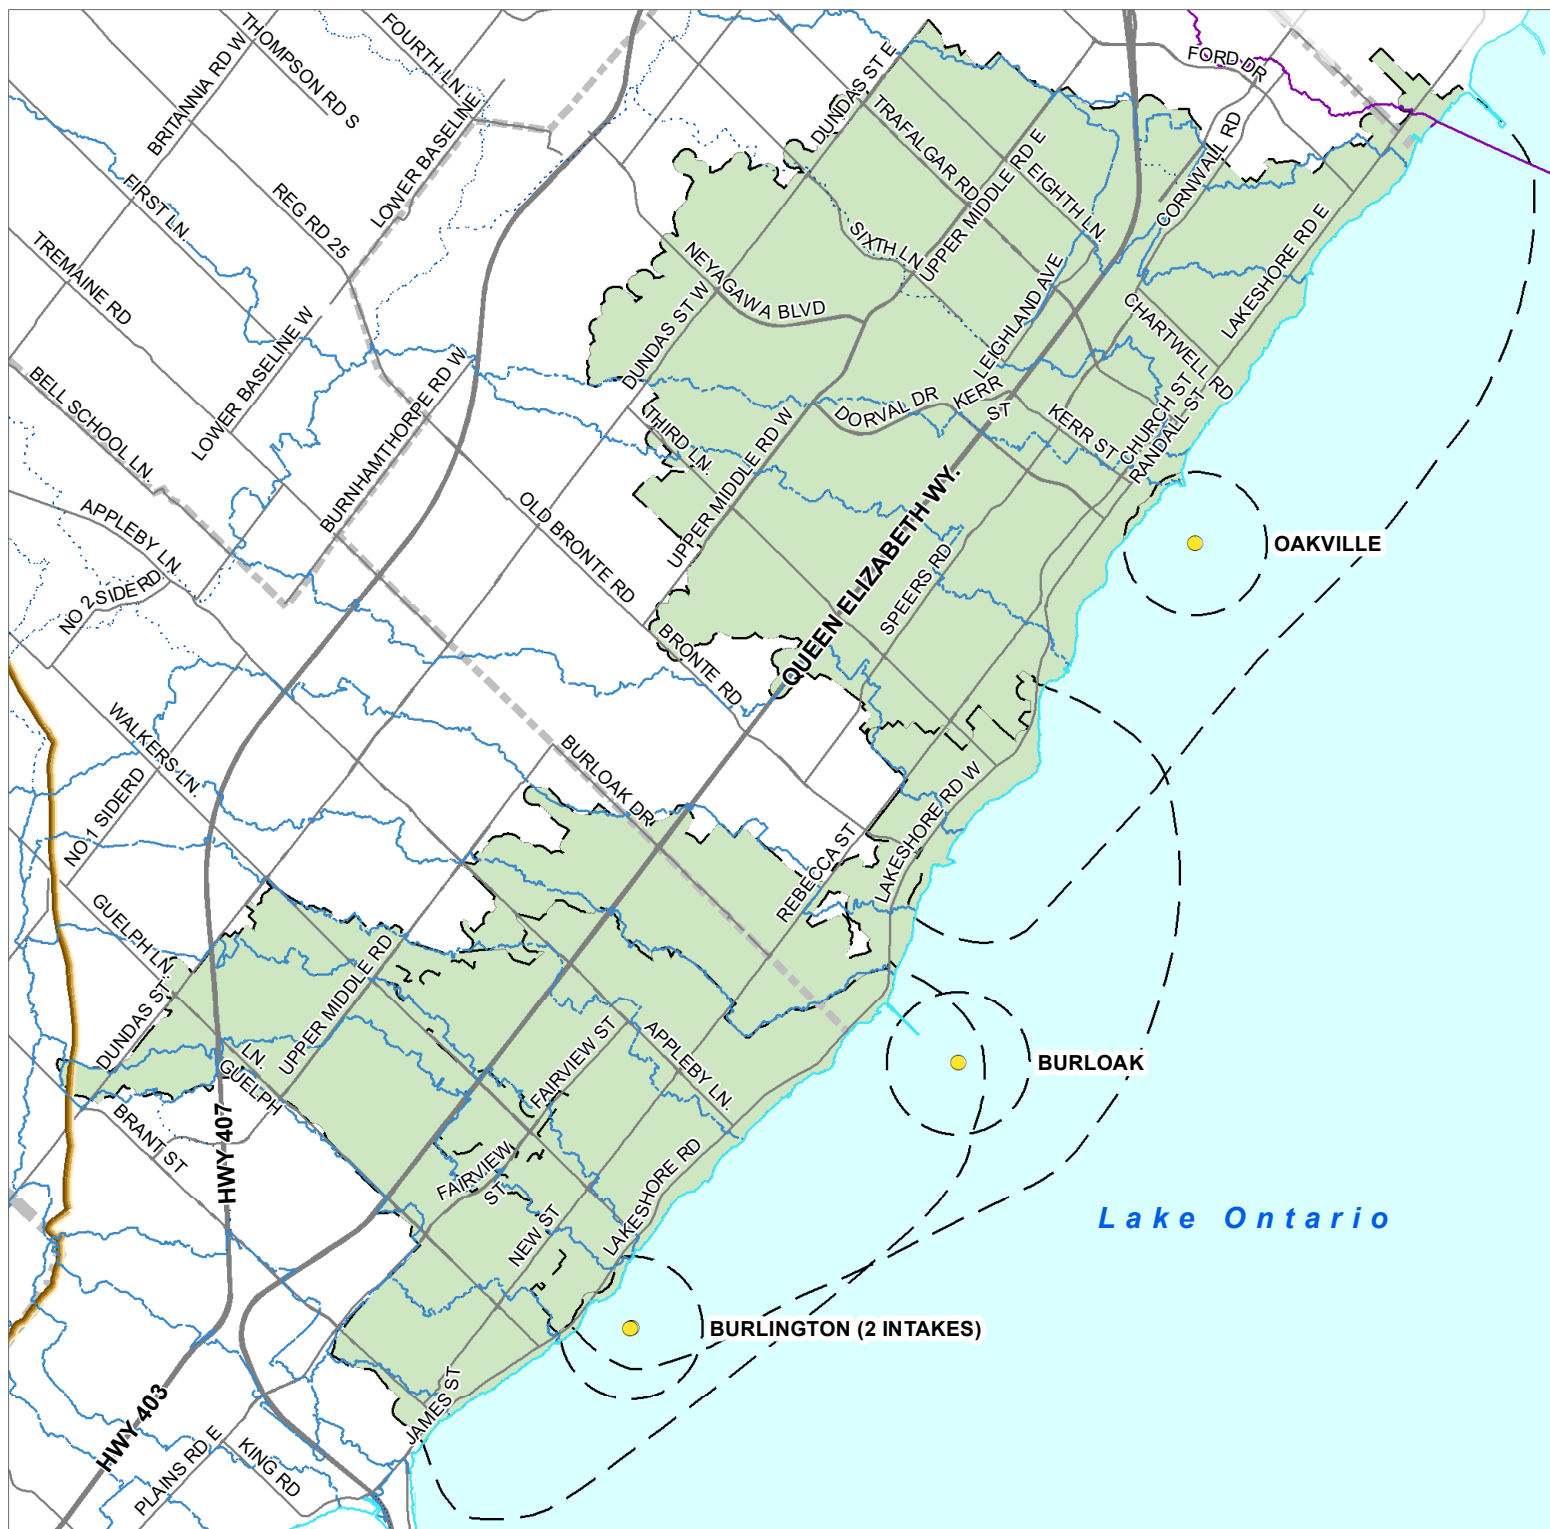 THOMPSON RD S
FOURTH LN.
BRITANNIA RD W
LOWER BASELINE
FORD DR
DUNDAS ST E
TRAFALGAR RD
UPPER MIDDLE RD E
EIGHTH LN.
CORNWALL RD
FIRST LN.
REG RD 25
SIXTH LN.
LAKESHORE RD E
TREMAINE RD
NEYAGAWA BLVD
DUNDAS ST W
LEIGHLAND AVE
CHARTWELL RD
LOWER BASELINE W
BELL SCHOOL LN.
BURNHAMTHORPE RD W
THIRD LN.
DORVAL DR
KERR
ST
KERR ST
CHURCH ST
RANDALL ST
UPPER MIDDLE RD W
APPLEBY LN.
OLD BRONTE RD
QUEEN ELIZABETH WY.
OAKVILLE
NO 2 SIDERD
SPEERS RD
BRONTE RD
WALKERS LN.
BURLOAK DR
NO 1 SIDERD
REBECCA ST
LAKESHORE RD W
GUELPH LN.
UPPER MIDDLE RD
DUNDAS ST
LN.
GUELPH
FAIRVIEW ST
APPLEBY LN.
BURLOAK
BRANT ST
HWY 407
FAIRVIEW
ST
NEW ST
LAKESHORE RD
Lake Ontario
BURLINGTON (2 INTAKES)
JAMES ST
HWY 403
PLAINS RD E
KING RD